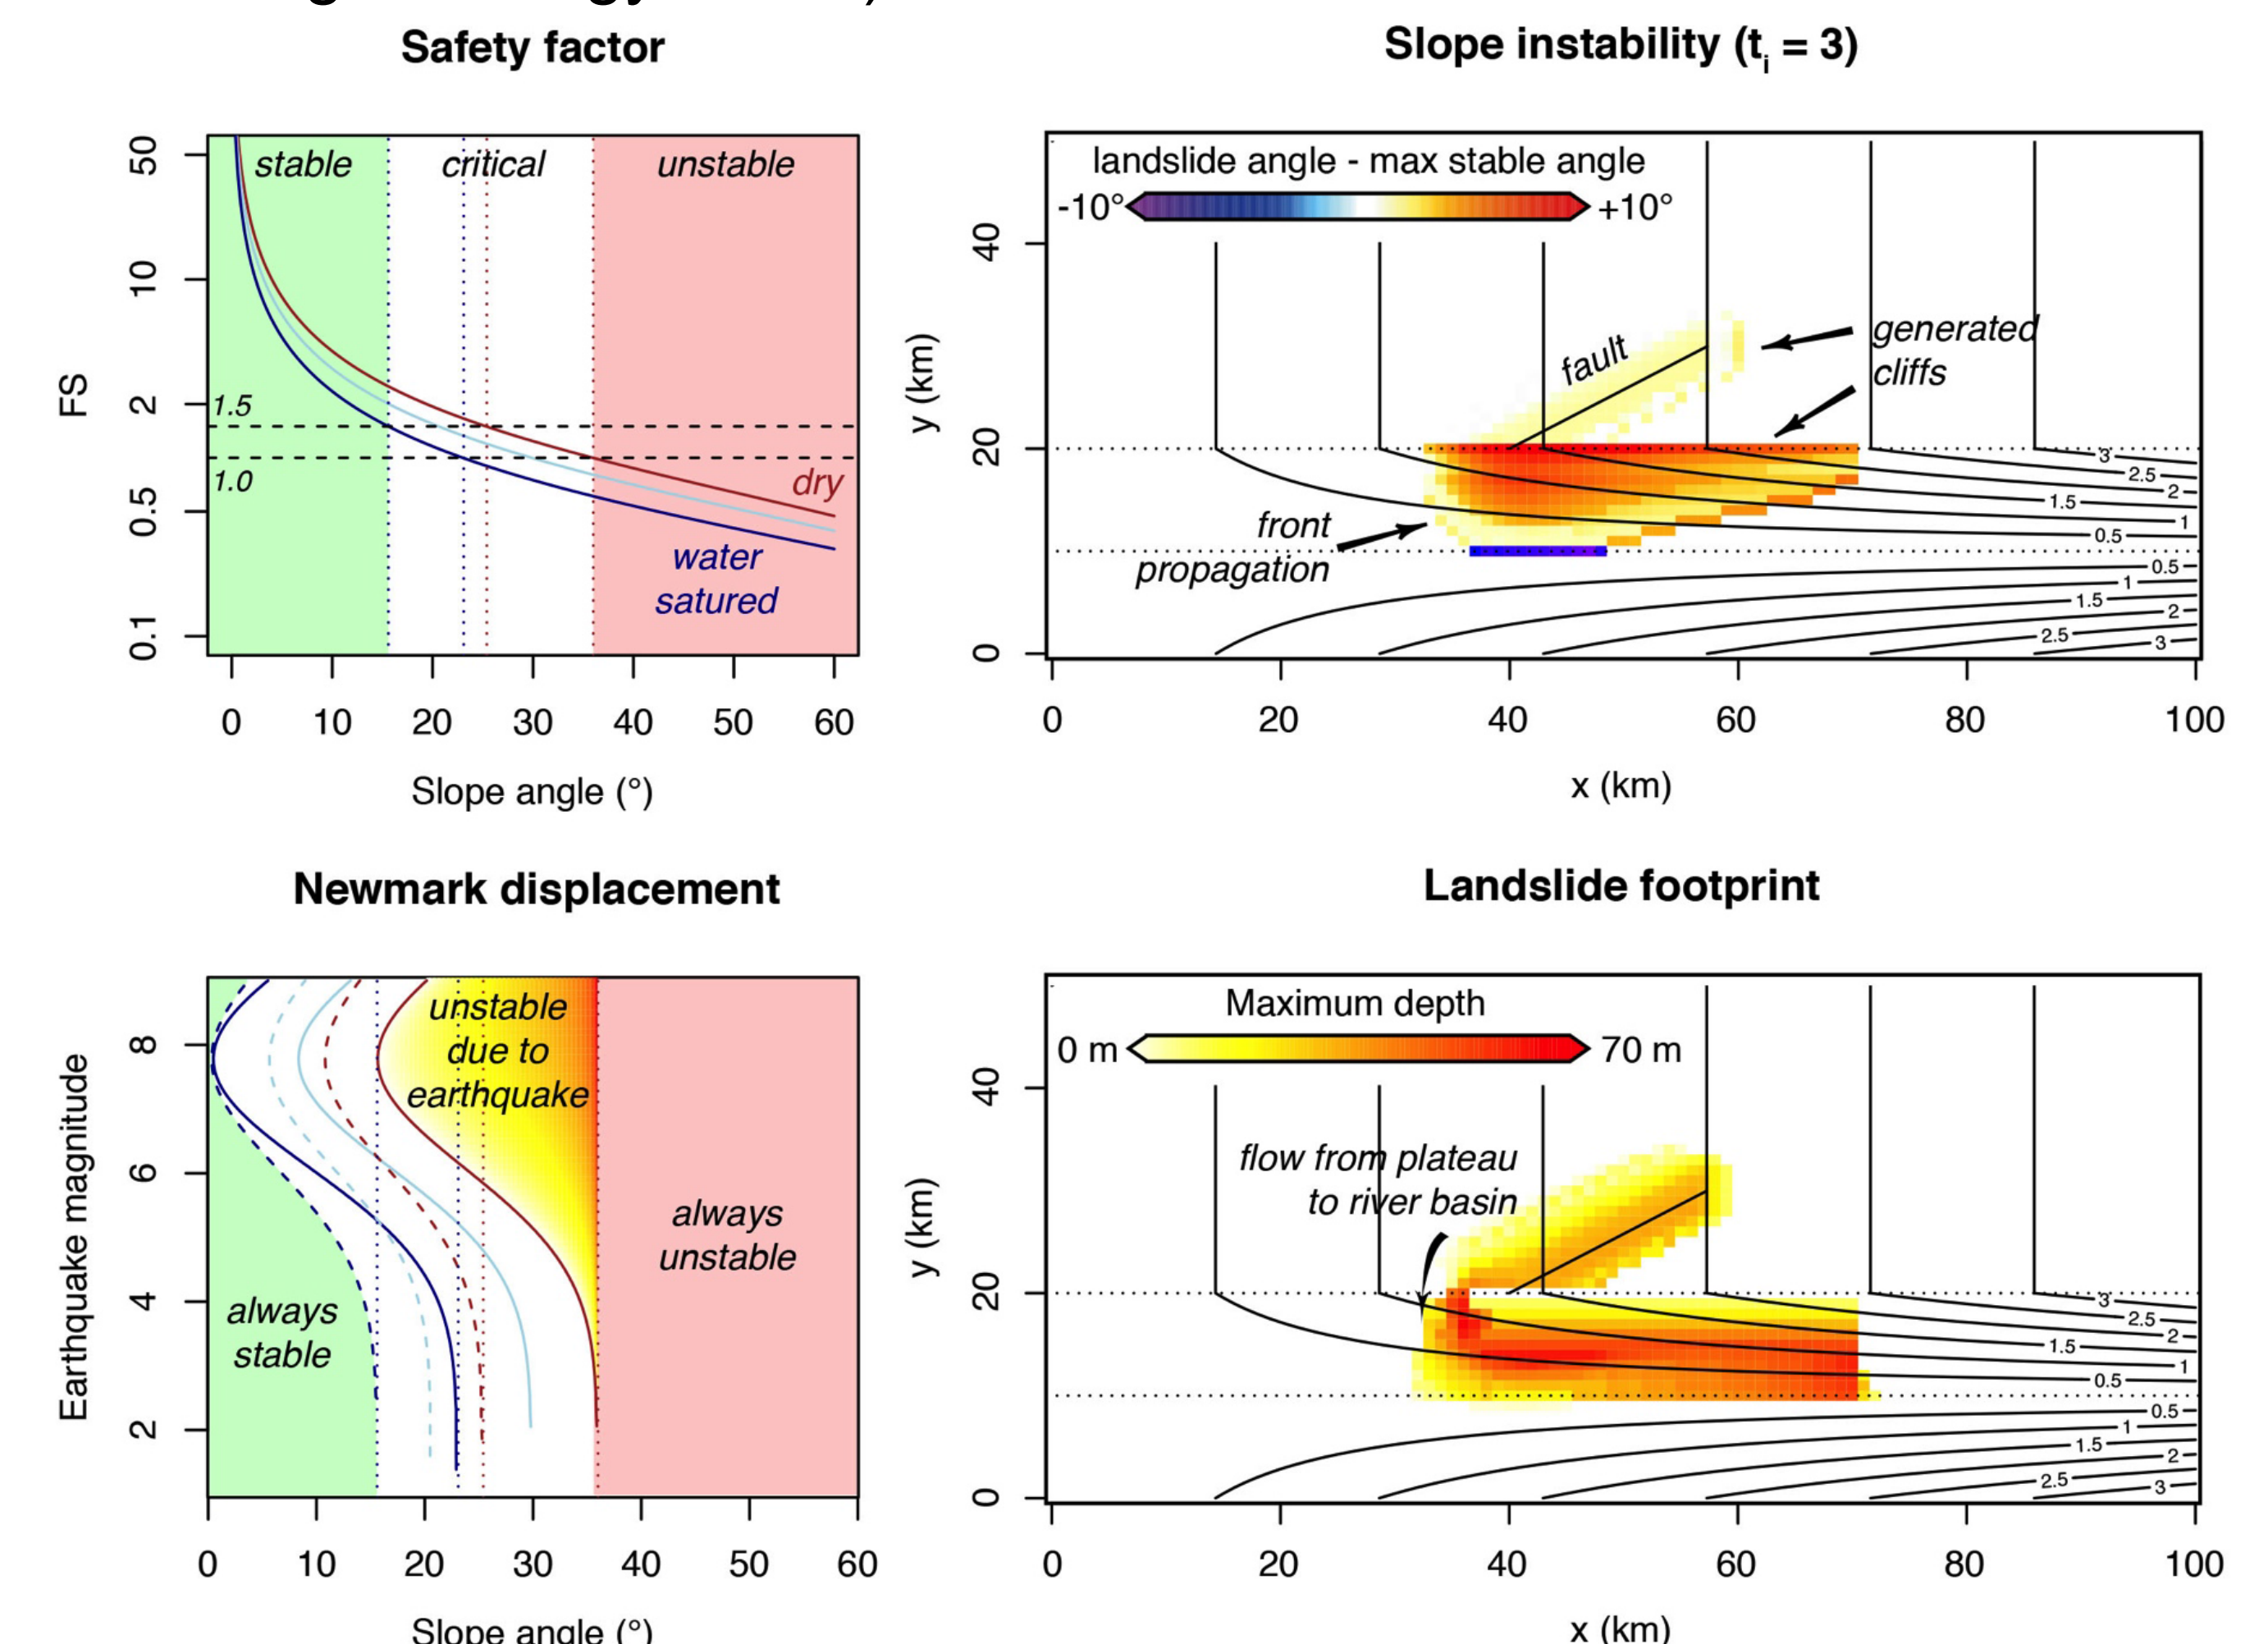 Safety factor
50
10
2
0.5
0.1
FS
stable
critical
unstable
1.5
1.0
dry
water
satured
0 10 20 30 40 50 60
Slope angle (°)
Slope instability (ti = 3)
landslide angle - max stable angle
-10°
+10°
40
20
0
y (km)
fault
generated
cliffs
front
propagation
3
2.5
2
1.5
1
0.5
0.5
1
1.5
2
2.5
3
0 20 40 60 80 100
x (km)
Newmark displacement
8
6
4
2
Earthquake magnitude
unstable
due to
earthquake
always
unstable
always
stable
0 10 20 30 40 50 60
Slope angle (°)
Landslide footprint
Maximum depth
0 m
70 m
40
20
0
y (km)
flow from plateau
to river basin
3
2.5
2
1.5
1
0.5
0.5
1
1.5
2
2.5
3
0 20 40 60 80 100
x (km)